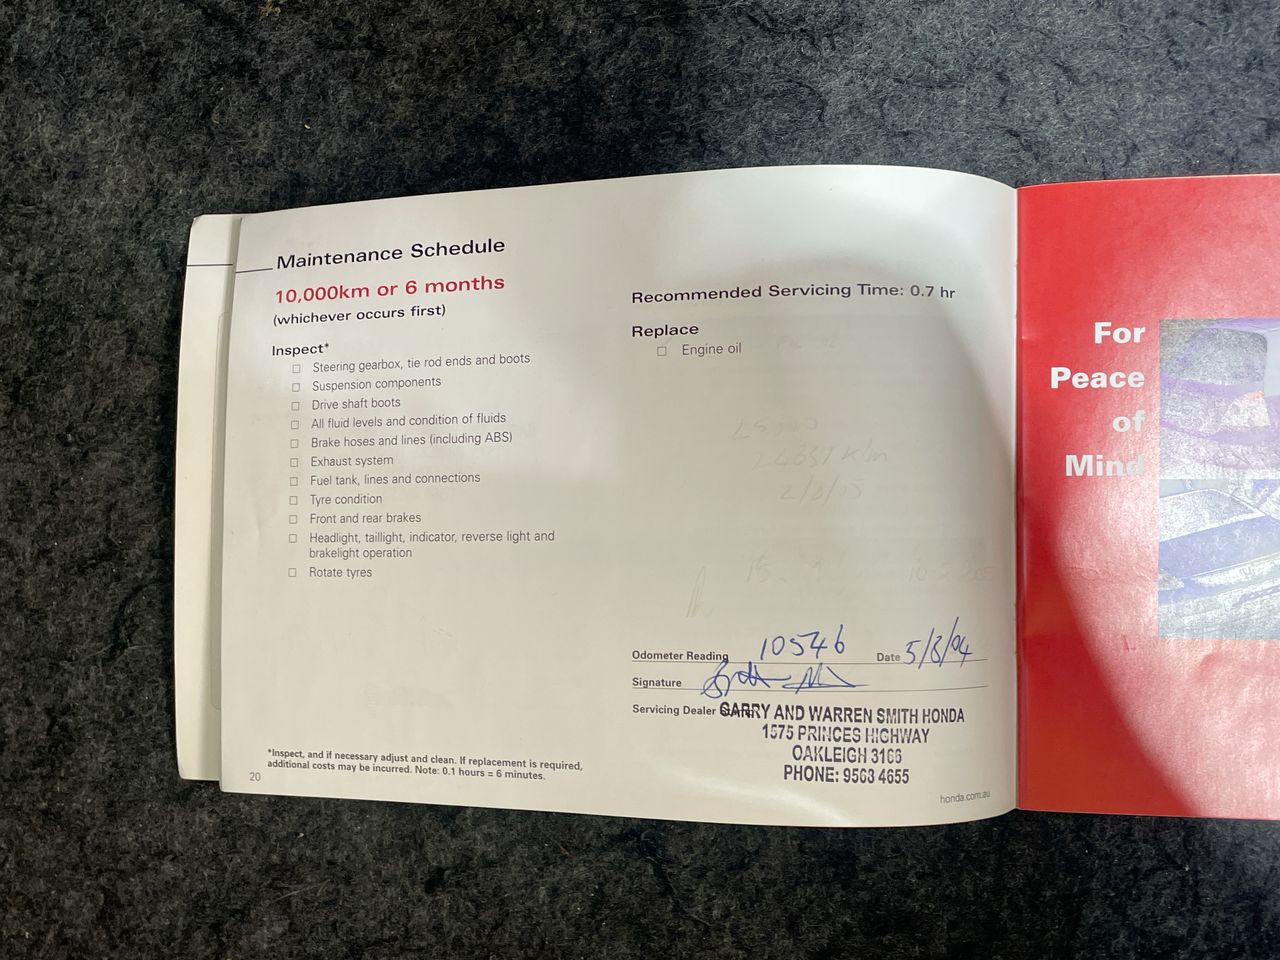 Maintenance Schedule
10,000km or 6 months
(whichever occurs first)
Inspect*
Steering gearbox, tie rod ends and boots
Suspension components
Drive shaft boots
All fluid levels and condition of fluids
Brake hoses and lines (including ABS)
Exhaust system
Fuel tank, lines and connections
Tyre condition
Front and rear brakes
Headlight, taillight, indicator, reverse light and
brakelight operation
Rotate tyres
*Inspect, and if necessary adjust and clean. If replacement is required,
additional costs may be incurred. Note: 0.1 hours = 6 minutes.
20
Recommended Servicing Time: 0.7 hr
Replace
Engine oil
Odometer Reading 10546 Date 5/8/04
Signature
Servicing Dealer GARRY AND WARREN SMITH HONDA
1575 PRINCES HIGHWAY
OAKLEIGH 3166
PHONE: 9563 4655
honda.com.au
For
Peace
of
Mind